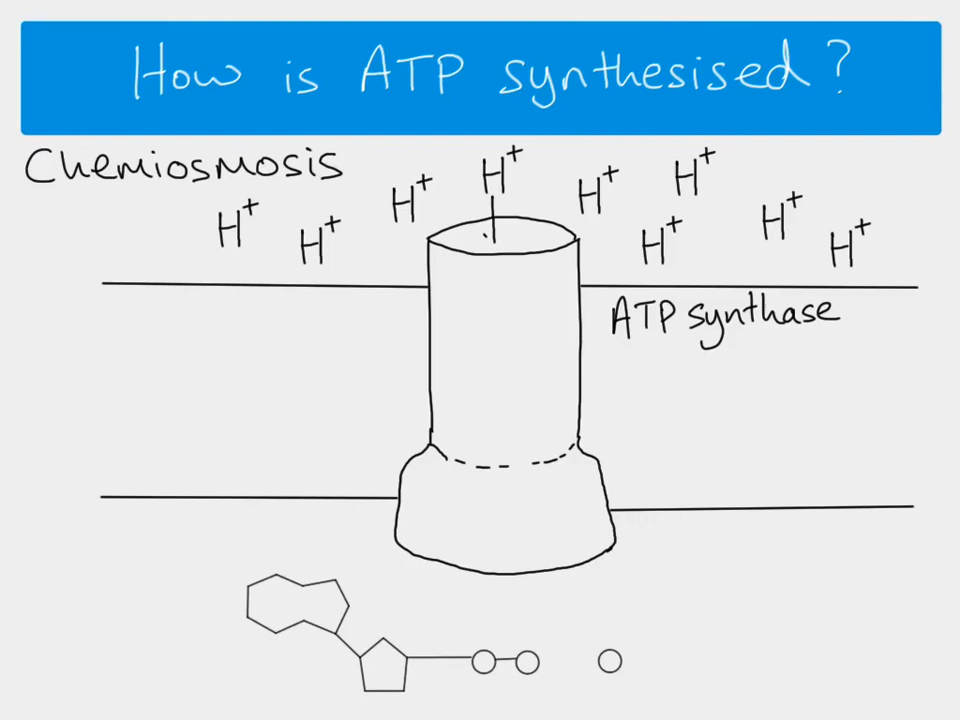 How is ATP synthesised?
Chemiosmosis
H+ H+ H+ H+ H+ H+ H+ H+ H+
ATP synthase